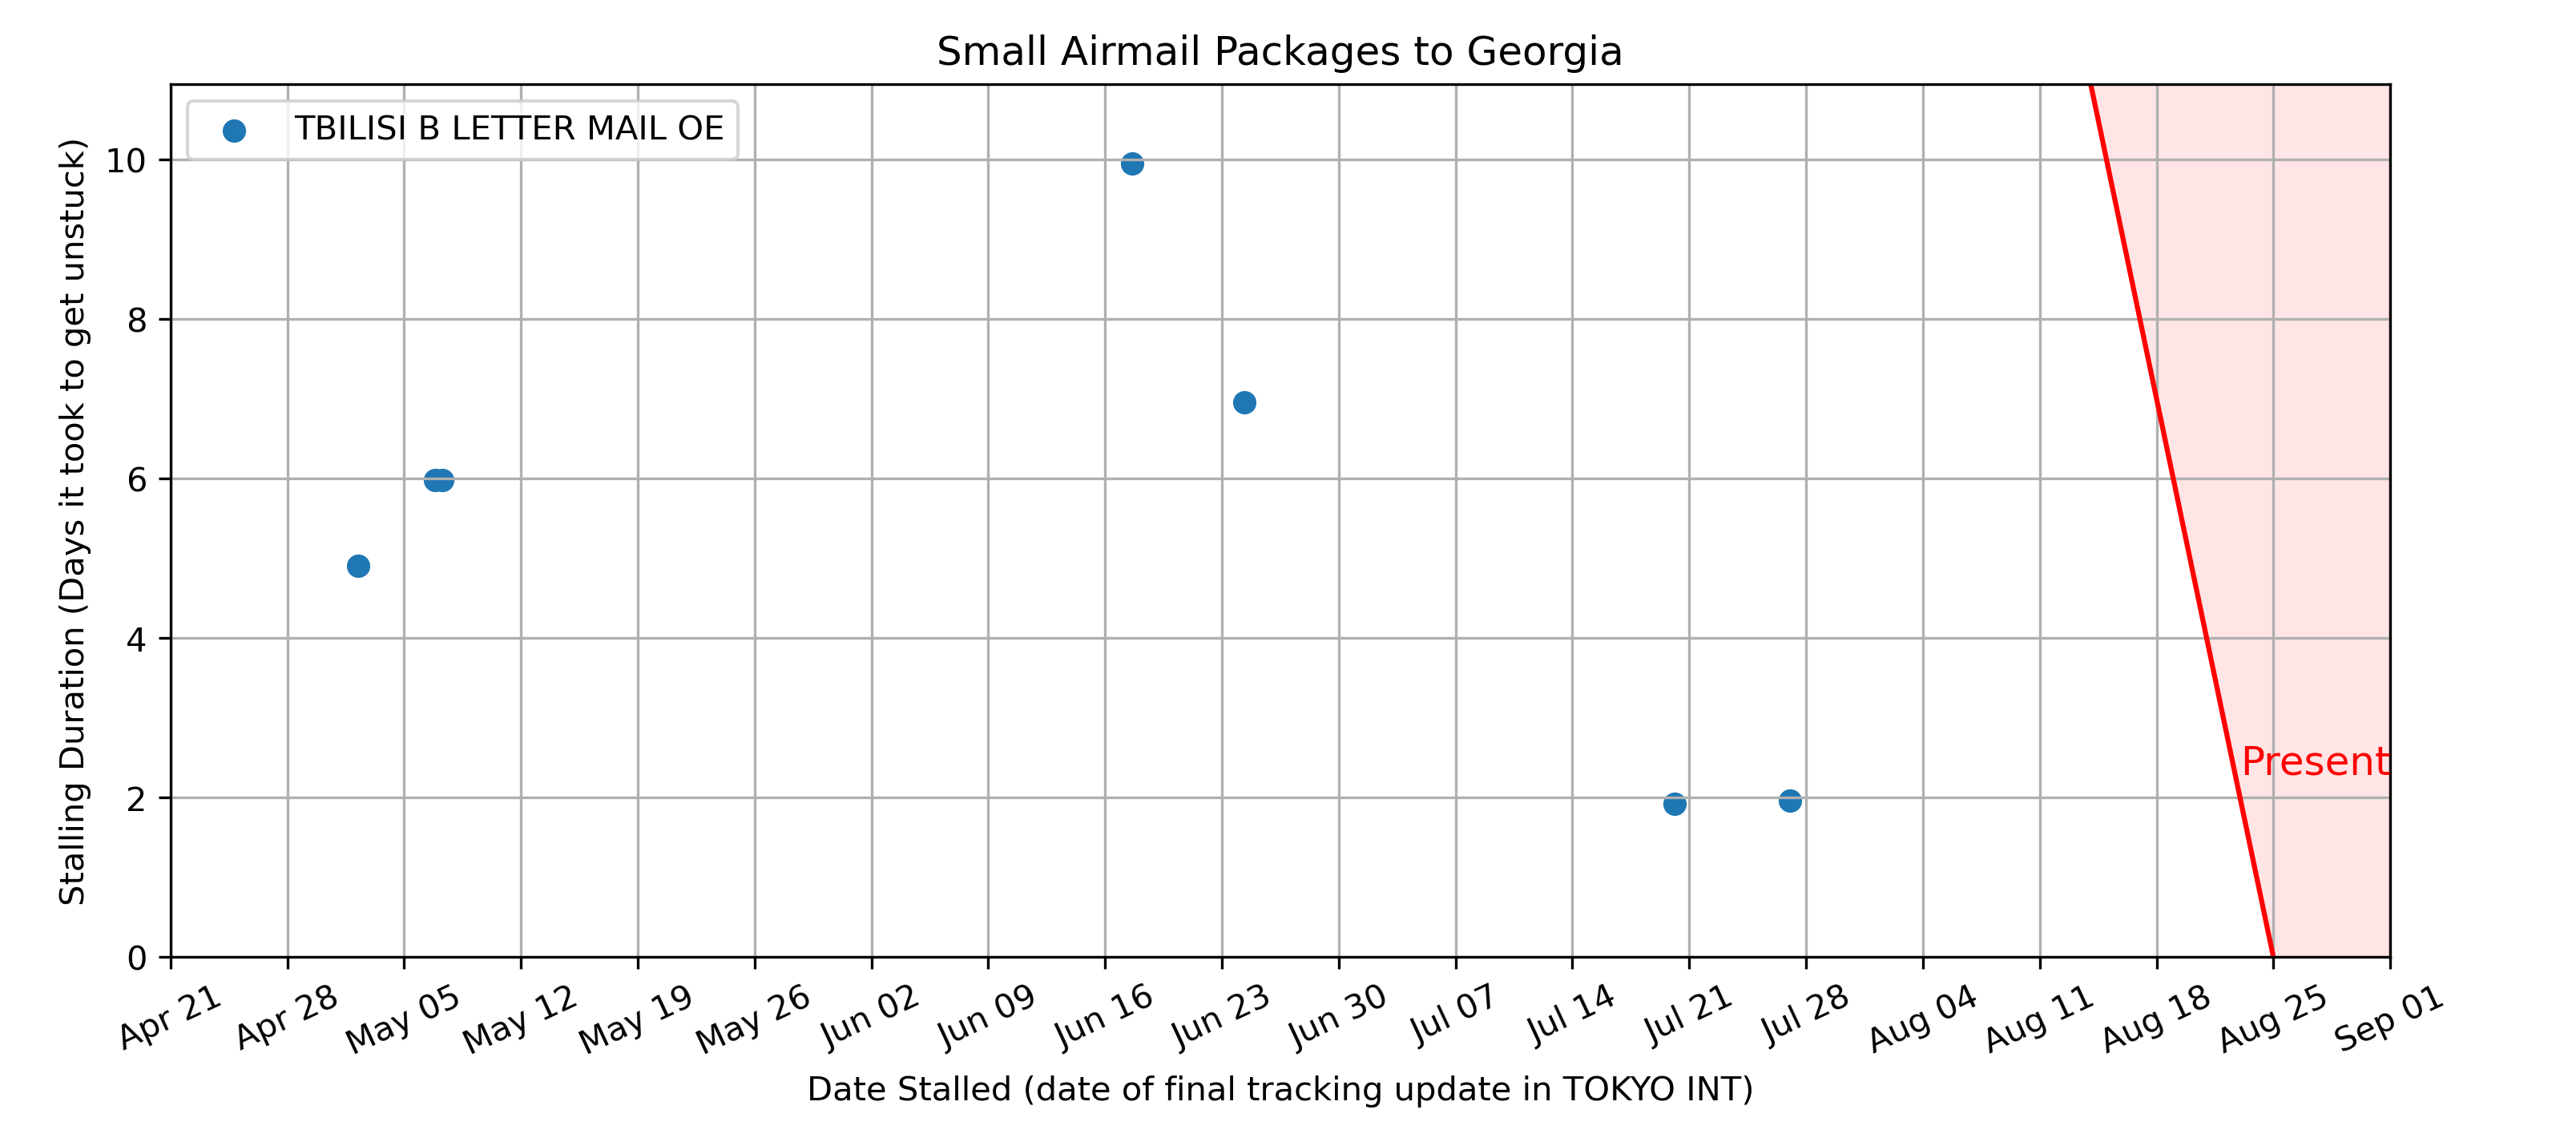 Small Airmail Packages to Georgia
TBILISI B LETTER MAIL OE
Stalling Duration (Days it took to get unstuck)
10
8
6
4
2
0
Present
Apr 21 Apr 28 May 05 May 12 May 19 May 26 Jun 02 Jun 09 Jun 16 Jun 23 Jun 30 Jul 07 Jul 14 Jul 21 Jul 28 Aug 04 Aug 11 Aug 18 Aug 25 Sep 01
Date Stalled (date of final tracking update in TOKYO INT)